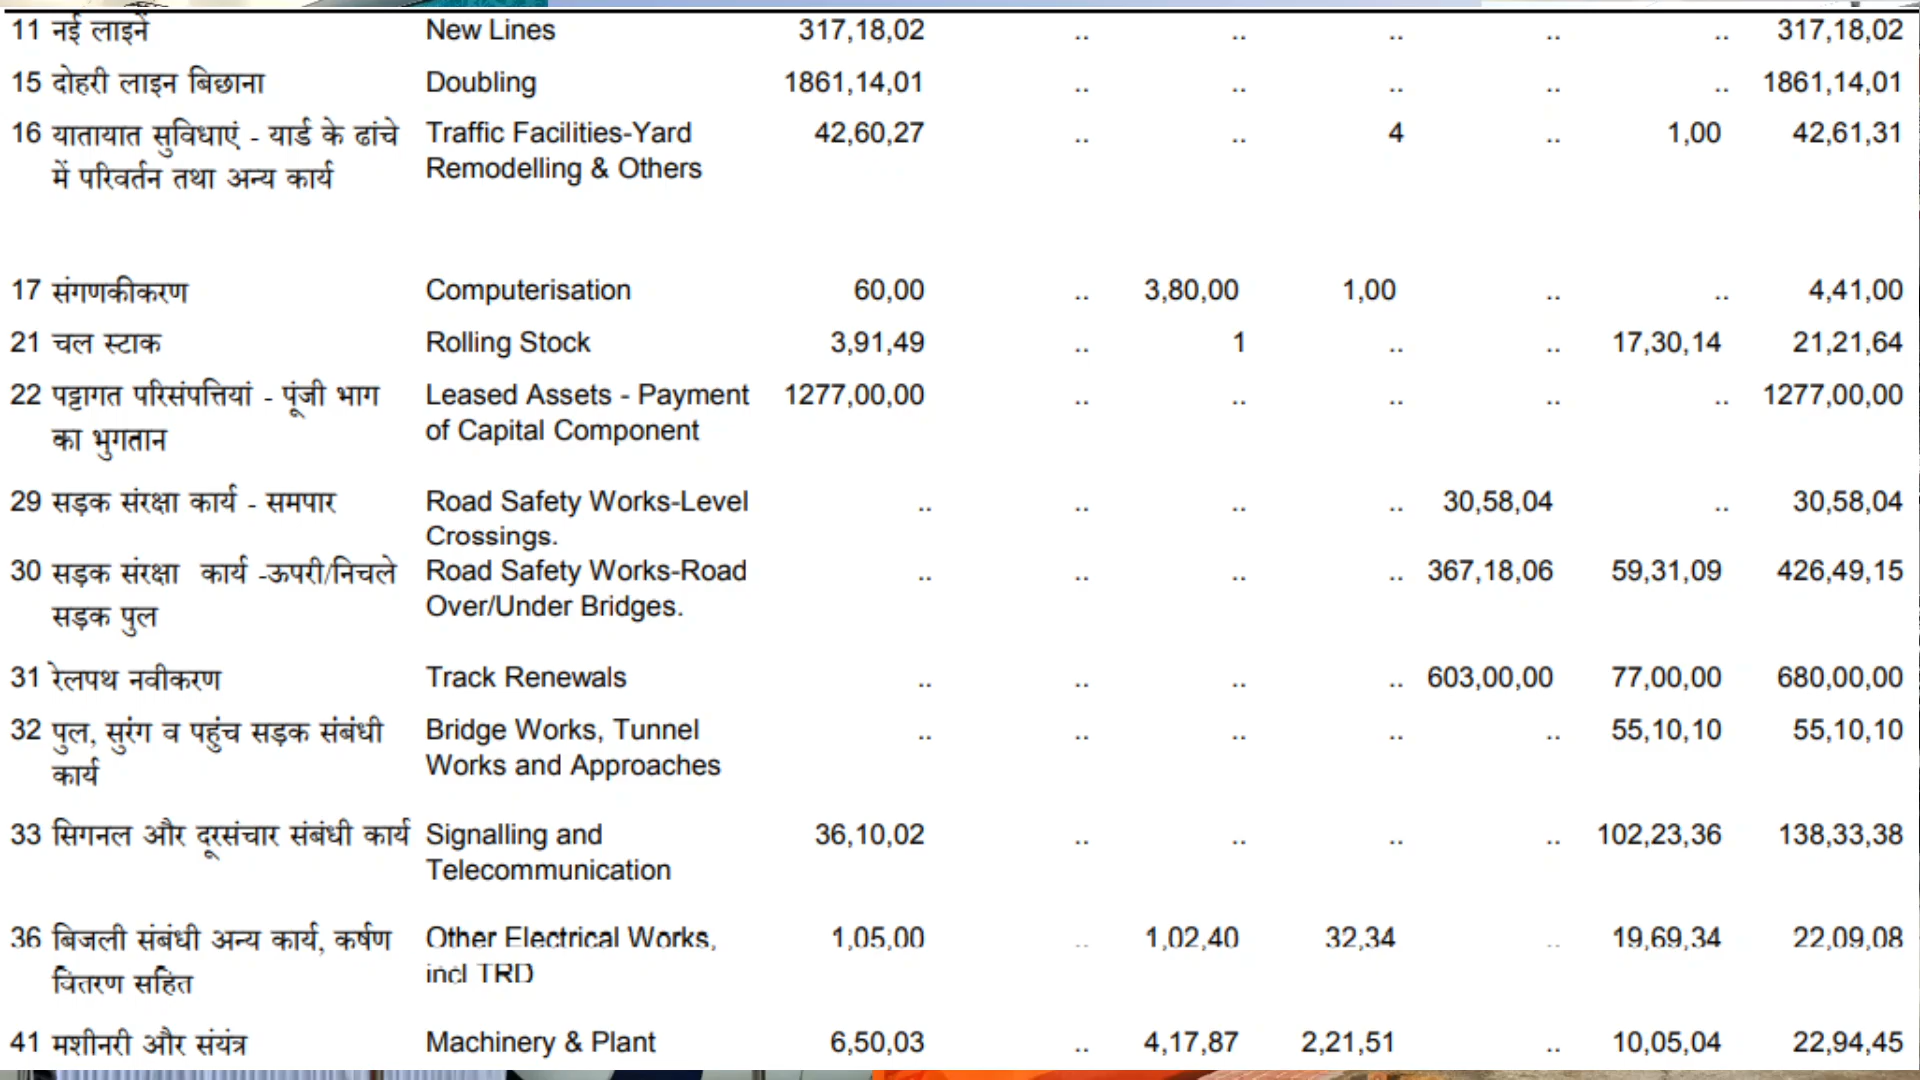 11 नई लाइनें New Lines 317,18,02 .. .. .. .. .. 317,18,02
15 दोहरी लाइन बिछाना Doubling 1861,14,01 .. .. .. .. .. 1861,14,01
16 यातायात सुविधाएं - यार्ड के ढांचे Traffic Facilities-Yard 42,60,27 .. .. 4 .. 1,00 42,61,31
में परिवर्तन तथा अन्य कार्य Remodelling & Others
17 संगणकीकरण Computerisation 60,00 .. 3,80,00 1,00 .. .. 4,41,00
21 चल स्टाक Rolling Stock 3,91,49 .. 1 .. .. 17,30,14 21,21,64
22 पट्टागत परिसंपत्तियां - पूंजी भाग Leased Assets - Payment 1277,00,00 .. .. .. .. .. 1277,00,00
का भुगतान of Capital Component
29 सड़क संरक्षा कार्य - समपार Road Safety Works-Level .. .. .. .. 30,58,04 .. 30,58,04
Crossings.
30 सड़क संरक्षा कार्य -ऊपरी/निचले Road Safety Works-Road .. .. .. .. 367,18,06 59,31,09 426,49,15
सड़क पुल Over/Under Bridges.
31 रेलपथ नवीकरण Track Renewals .. .. .. .. 603,00,00 77,00,00 680,00,00
32 पुल, सुरंग व पहुंच सड़क संबंधी Bridge Works, Tunnel .. .. .. .. .. 55,10,10 55,10,10
कार्य Works and Approaches
33 सिगनल और दूरसंचार संबंधी कार्य Signalling and 36,10,02 .. .. .. .. 102,23,36 138,33,38
Telecommunication
36 बिजली संबंधी अन्य कार्य, कर्षण Other Electrical Works, 1,05,00 .. 1,02,40 32,34 .. 19,69,34 22,09,08
वितरण सहित incl TRD
41 मशीनरी और संयंत्र Machinery & Plant 6,50,03 .. 4,17,87 2,21,51 .. 10,05,04 22,94,45